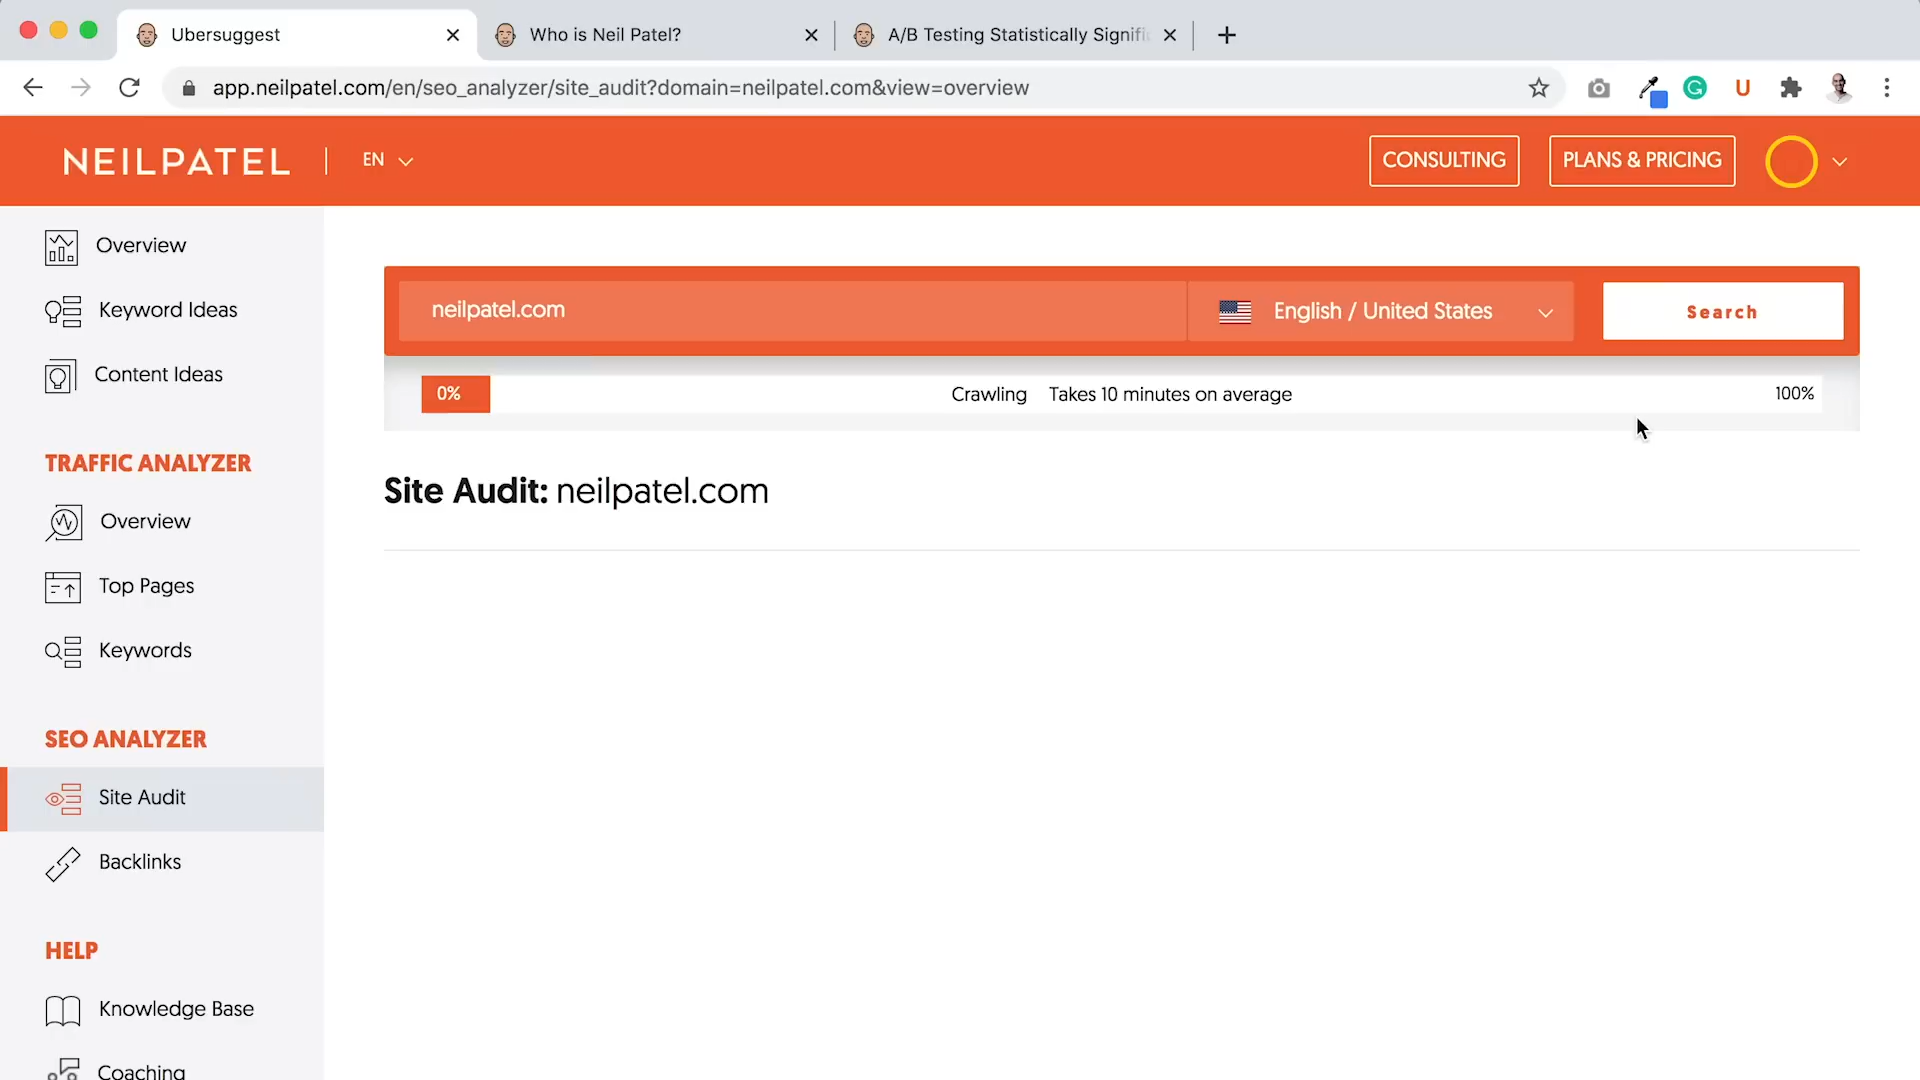 Ubersuggest
Who is Neil Patel?
A/B Testing Statistically Signifi
app.neilpatel.com/en/seo_analyzer/site_audit?domain=neilpatel.com&view=overview
NEILPATEL
EN
CONSULTING
PLANS & PRICING
Overview
Keyword Ideas
Content Ideas
TRAFFIC ANALYZER
Overview
Top Pages
Keywords
SEO ANALYZER
Site Audit
Backlinks
HELP
Knowledge Base
Coaching
neilpatel.com
English / United States
Search
0%
Crawling Takes 10 minutes on average
100%
Site Audit: neilpatel.com